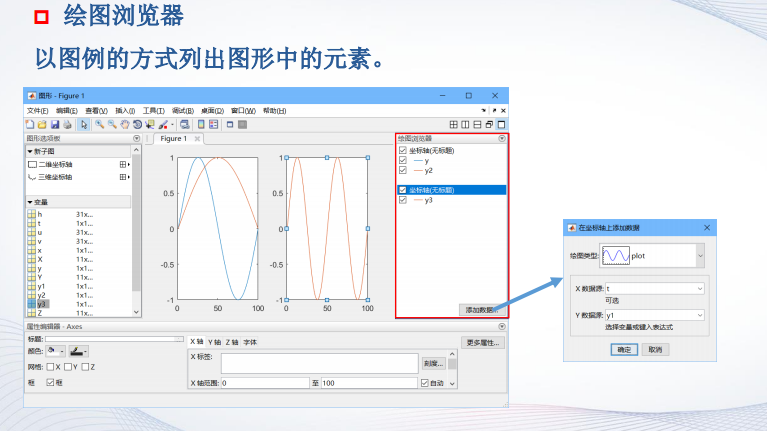 绘图浏览器
以图例的方式列出图形中的元素。
图形 - Figure 1
文件(F) 编辑(E) 查看(V) 插入(I) 工具(T) 调试(B) 桌面(D) 窗口(W) 帮助(H)
图形选项板
Figure 1
绘图浏览器
新子图
二维坐标轴
三维坐标轴
变量
h 31x...
t 1x1...
u 31x...
v 31x...
x 1x1...
X 11x...
y 1x1...
Y 11x...
y1 1x1...
y2 1x1...
y3 1x1...
Z 11x...
1
0.5
0
-0.5
-1
0 50 100
1
0.5
0
-0.5
-1
0 50 100
坐标轴(无标题)
y
y2
坐标轴(无标题)
y3
添加数据...
属性编辑器 - Axes
标题:
颜色:
网格: X Y Z
框 框
X 轴 Y 轴 Z 轴 字体
X 标签:
刻度...
X 轴范围: 0 至 100 自动
更多属性...
在坐标轴上添加数据
绘图类型: plot
X 数据源: t
可选
Y 数据源: y1
选择变量或键入表达式
确定 取消